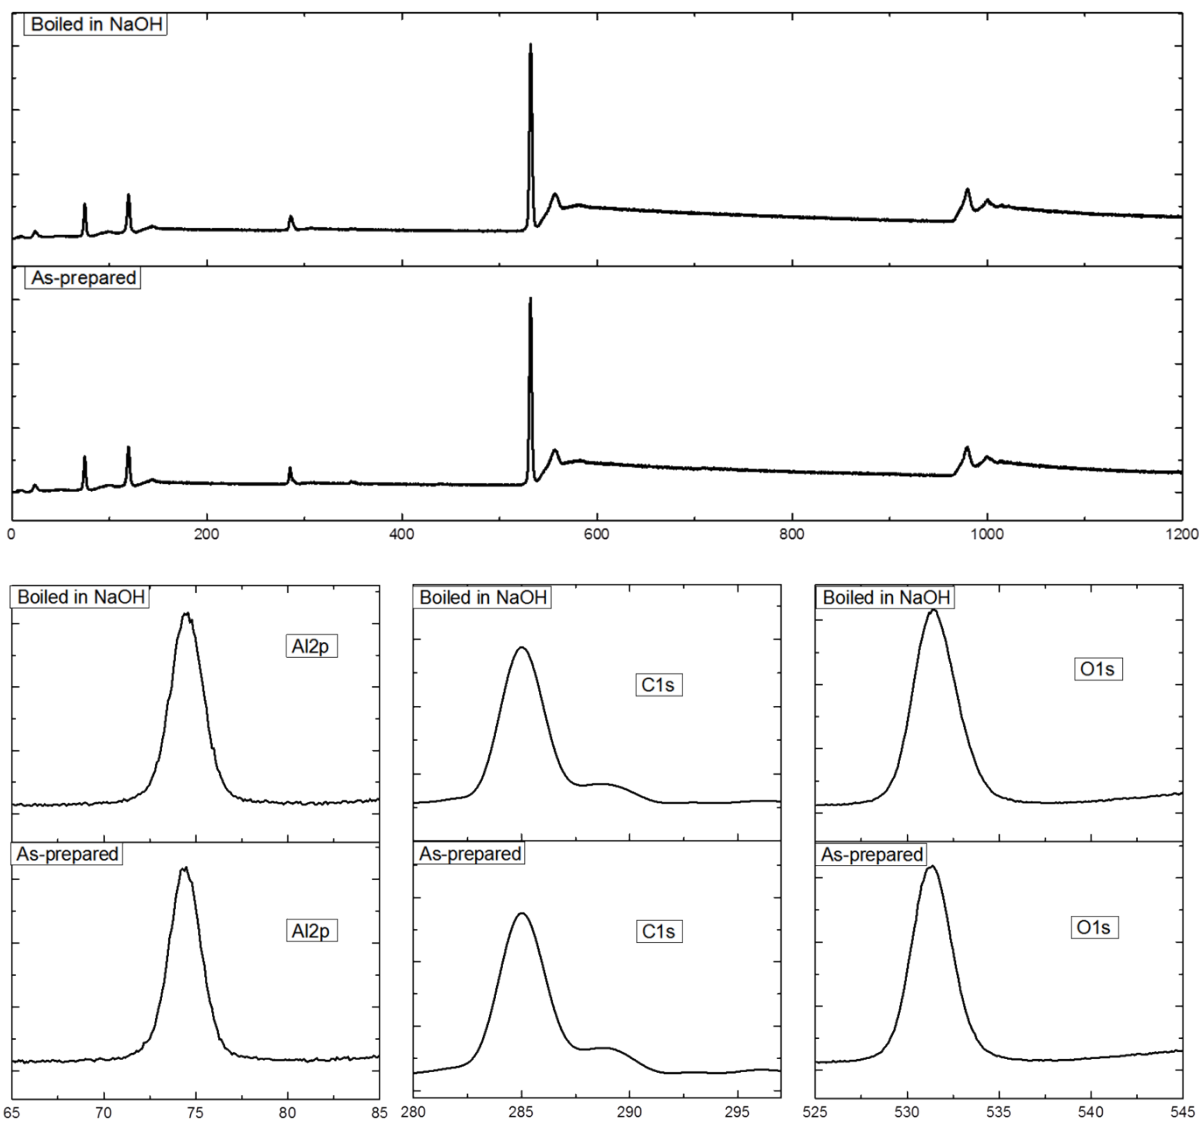 Boiled in NaOH
As-prepared
0 200 400 600 800 1000 1200
Boiled in NaOH Boiled in NaOH Boiled in NaOH
Al2p C1s O1s
As-prepared As-prepared As-prepared
Al2p C1s O1s
65 70 75 80 85 280 285 290 295 525 530 535 540 545